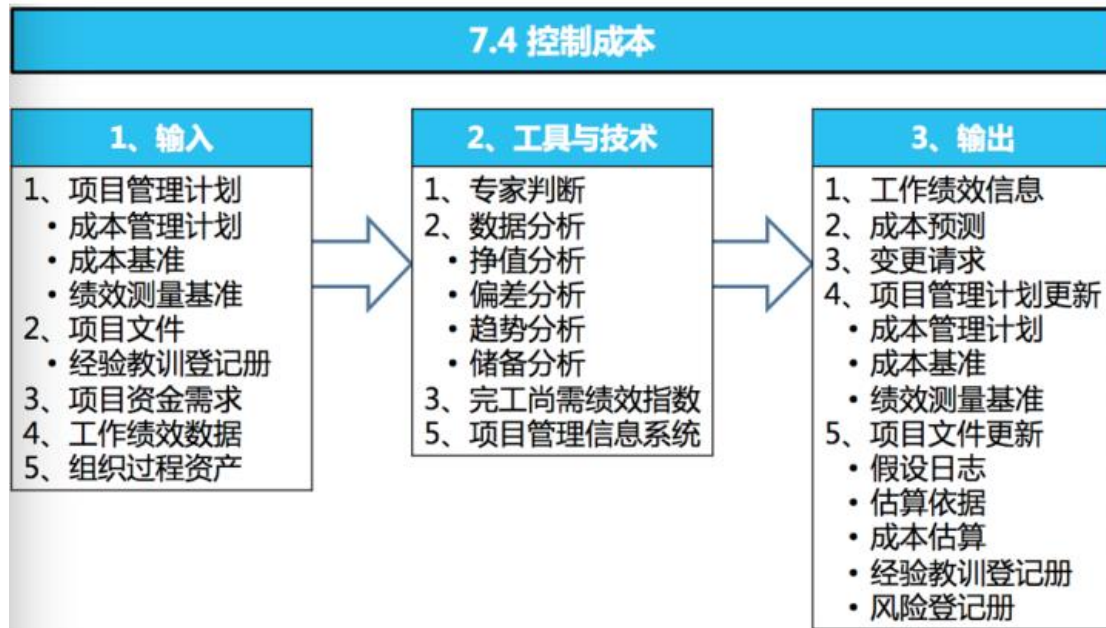 7.4 控制成本
1、输入
1、项目管理计划
• 成本管理计划
• 成本基准
• 绩效测量基准
2、项目文件
• 经验教训登记册
3、项目资金需求
4、工作绩效数据
5、组织过程资产
2、工具与技术
1、专家判断
2、数据分析
• 挣值分析
• 偏差分析
• 趋势分析
• 储备分析
3、完工尚需绩效指数
5、项目管理信息系统
3、输出
1、工作绩效信息
2、成本预测
3、变更请求
4、项目管理计划更新
• 成本管理计划
• 成本基准
• 绩效测量基准
5、项目文件更新
• 假设日志
• 估算依据
• 成本估算
• 经验教训登记册
• 风险登记册